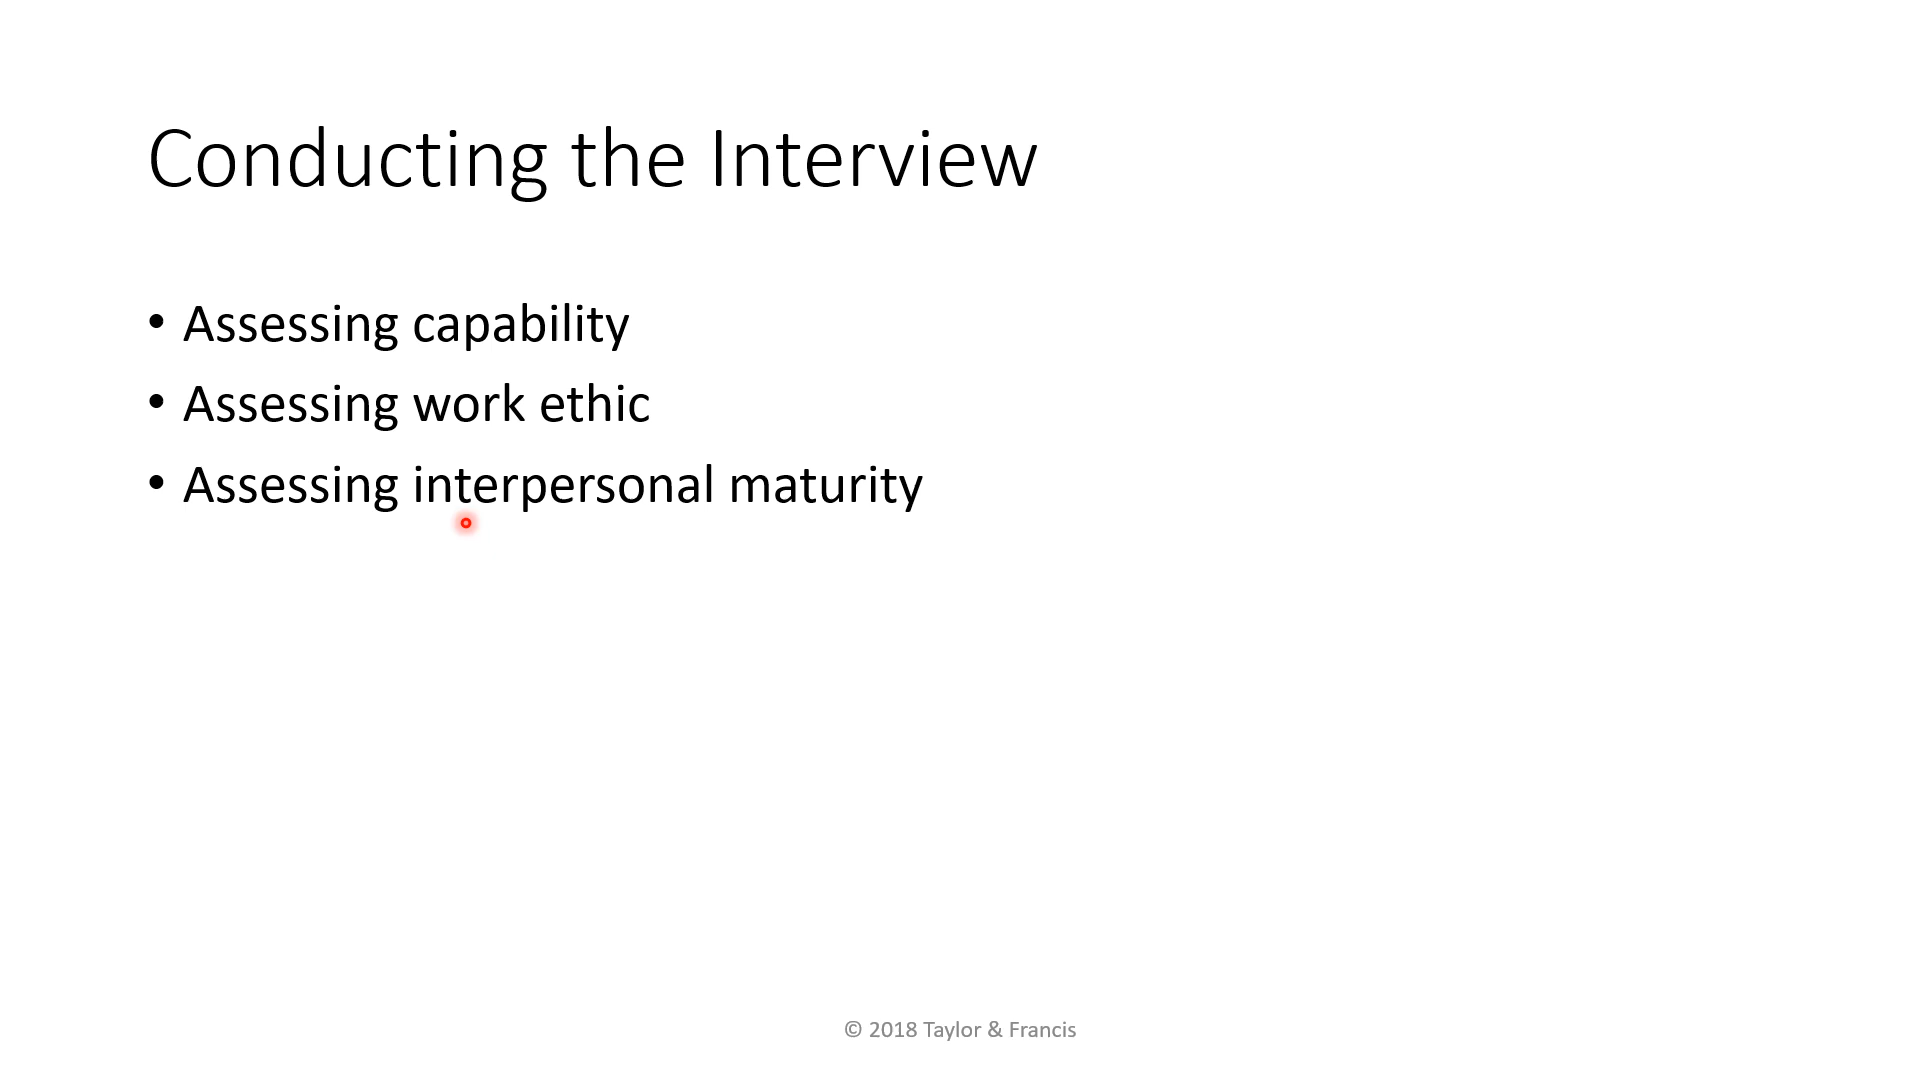 Conducting the Interview
• Assessing capability
• Assessing work ethic
• Assessing interpersonal maturity
© 2018 Taylor & Francis